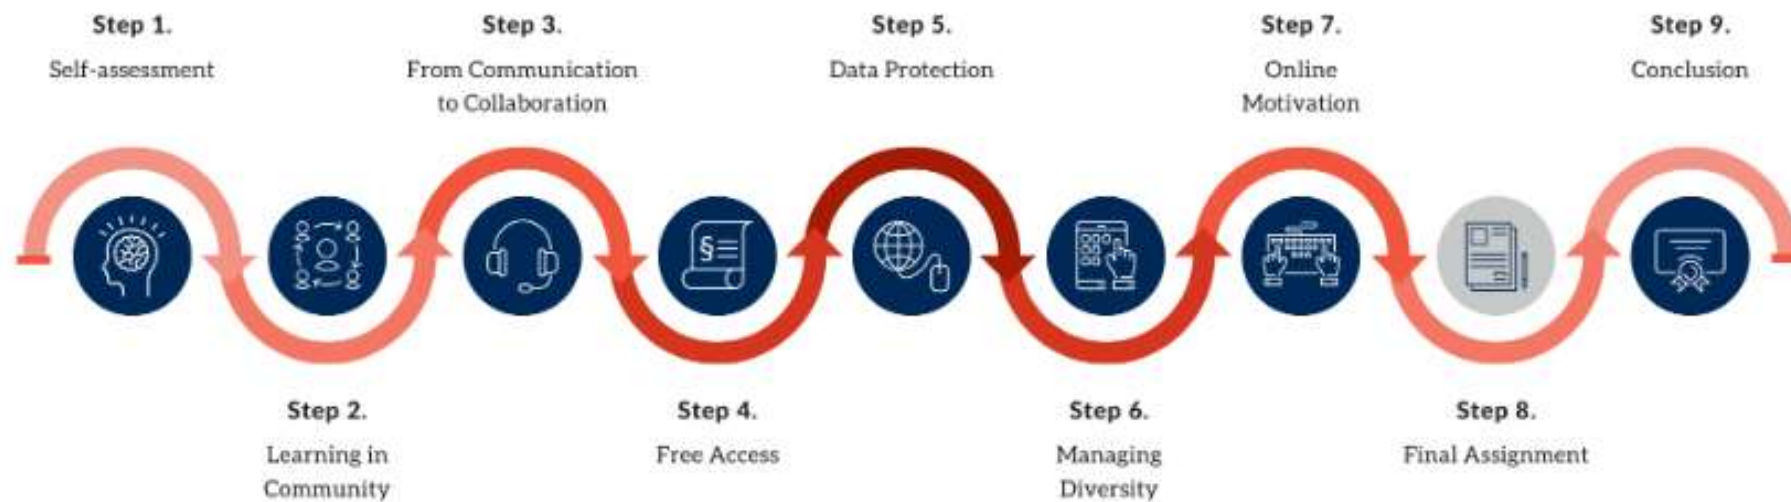 Step 1.
Self-assessment
Step 2.
Learning in
Community
Step 3.
From Communication
to Collaboration
Step 4.
Free Access
§
Step 5.
Data Protection
Step 6.
Managing
Diversity
Step 7.
Online
Motivation
Step 8.
Final Assignment
Step 9.
Conclusion